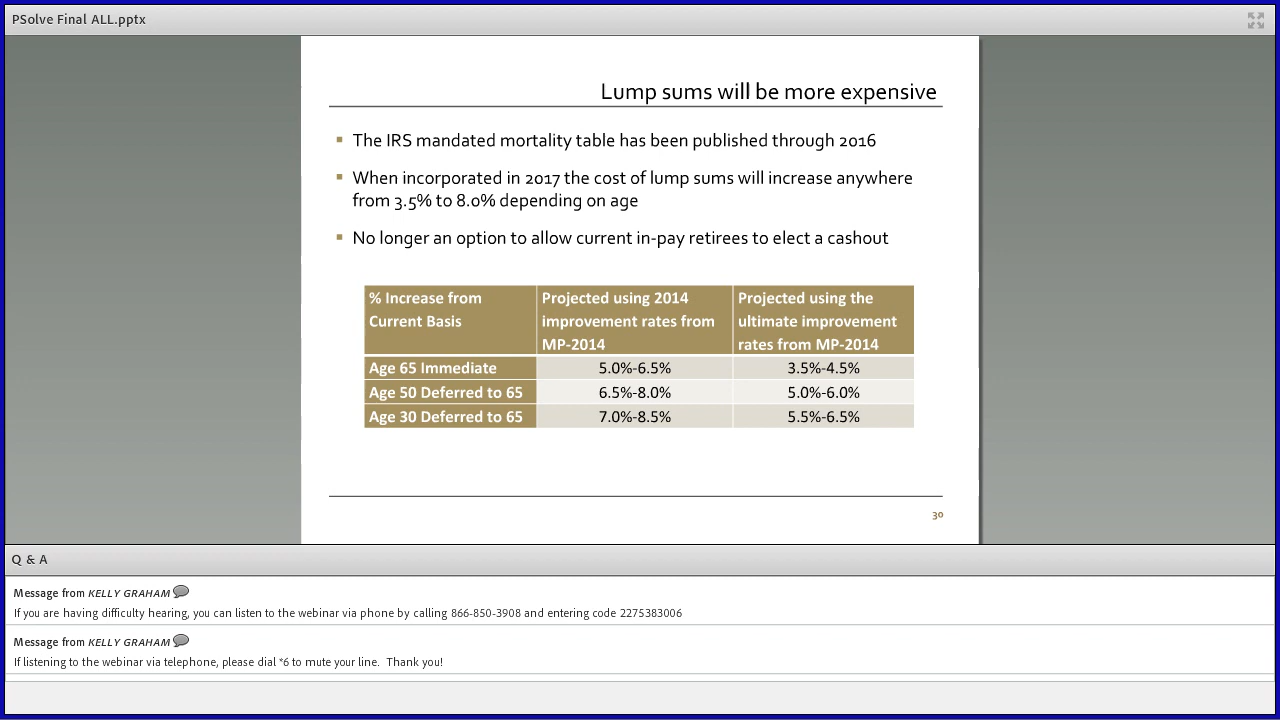 PSolve Final ALL.pptx
Lump sums will be more expensive
The IRS mandated mortality table has been published through 2016
When incorporated in 2017 the cost of lump sums will increase anywhere
from 3.5% to 8.0% depending on age
No longer an option to allow current in-pay retirees to elect a cashout
% Increase from Current Basis
Projected using 2014 improvement rates from MP-2014
Projected using the ultimate improvement rates from MP-2014
Age 65 Immediate 5.0%-6.5% 3.5%-4.5%
Age 50 Deferred to 65 6.5%-8.0% 5.0%-6.0%
Age 30 Deferred to 65 7.0%-8.5% 5.5%-6.5%
30
Q & A
Message from KELLY GRAHAM
If you are having difficulty hearing, you can listen to the webinar via phone by calling 866-850-3908 and entering code 2275383006
Message from KELLY GRAHAM
If listening to the webinar via telephone, please dial *6 to mute your line.  Thank you!